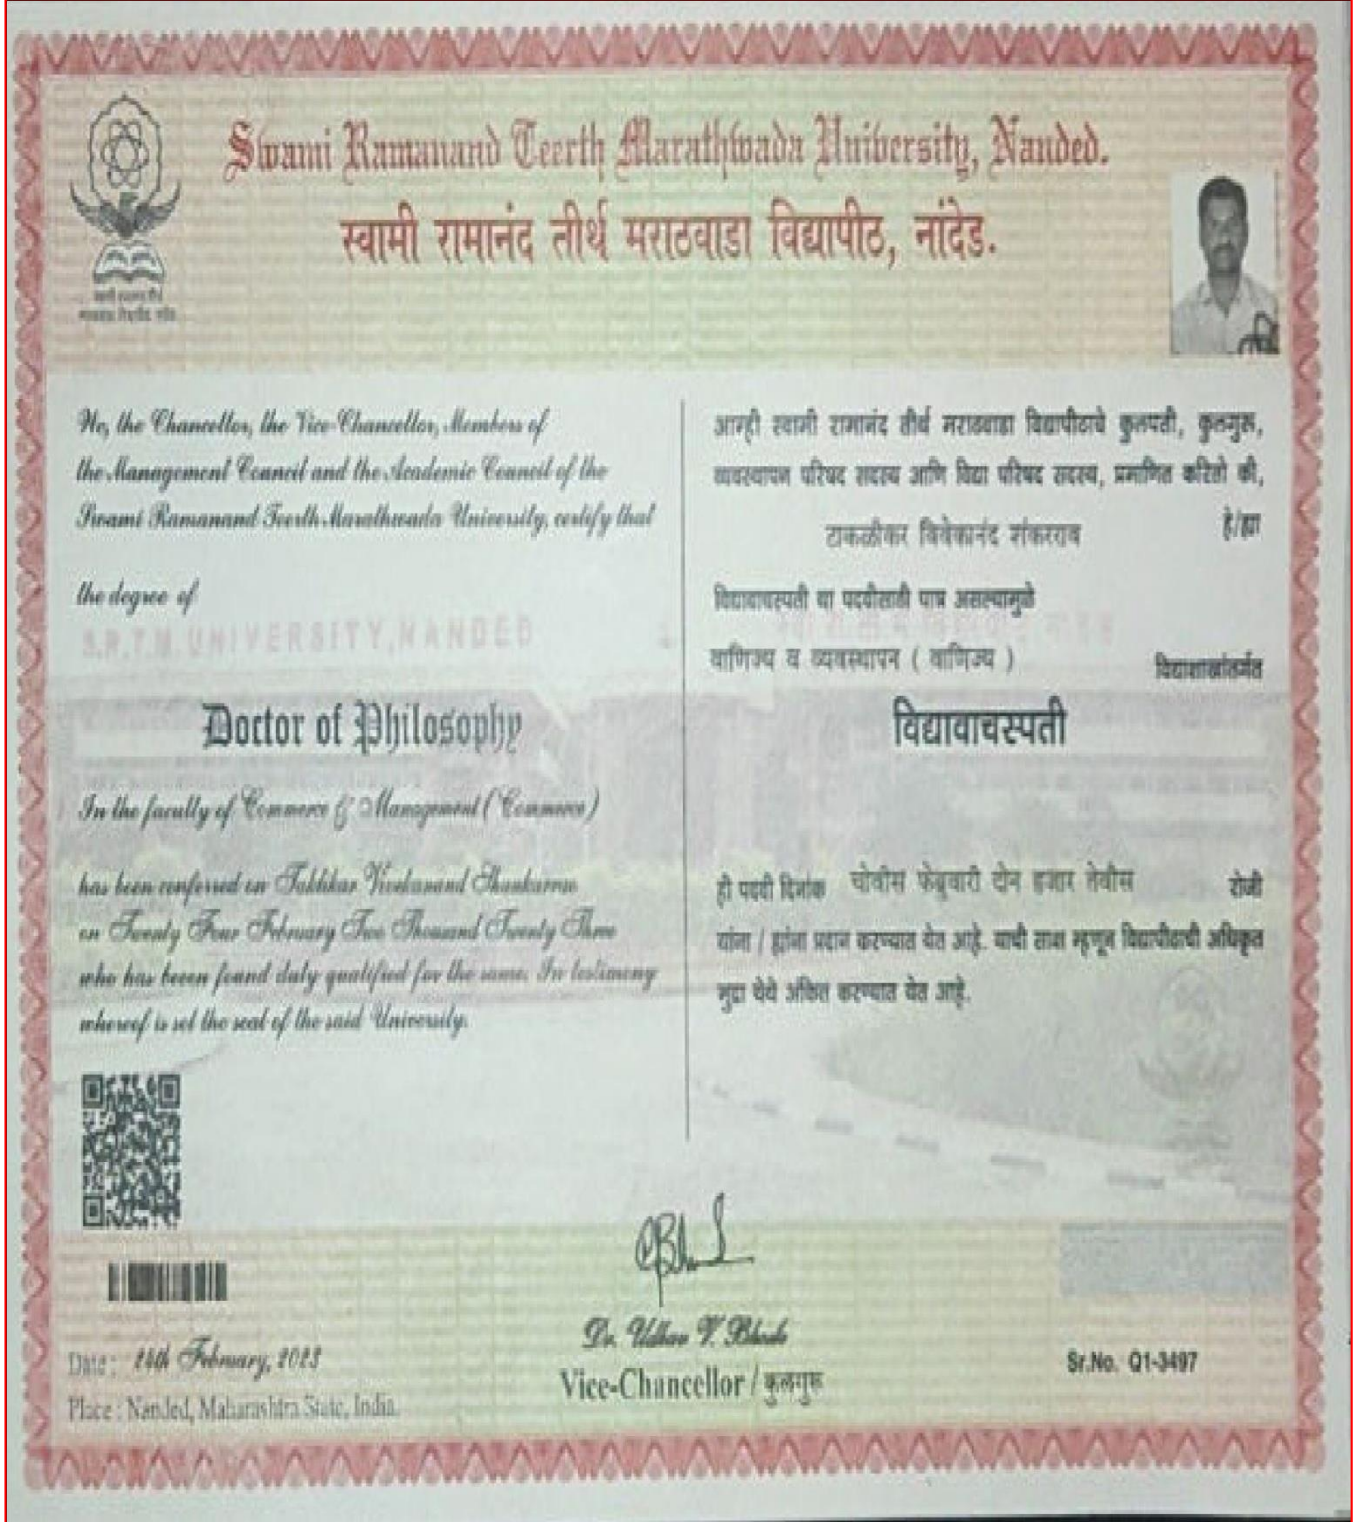 Swami Ramanand Teerth Marathwada University, Nanded.
स्वामी रामानंद तीर्थ मराठवाडा विद्यापीठ, नांदेड.
We, the Chancellor, the Vice-Chancellor, Members of
the Management Council and the Academic Council of the
Swami Ramanand Teerth Marathwada University, certify that
the degree of
S.R.T.M. UNIVERSITY, NANDED
Doctor of Philosophy
In the faculty of Commerce & Management (Commerce)
has been conferred on Taklikar Vivekanand Shankarrao
on Twenty Four February Two Thousand Twenty Three
who has been found duly qualified for the same. In testimony
whereof is set the seal of the said University.
आम्ही स्वामी रामानंद तीर्थ मराठवाडा विद्यापीठाचे कुलपती, कुलगुरू,
व्यवस्थापन परिषद सदस्य आणि विद्या परिषद सदस्य, प्रमाणित करितो की,
टाकळीकर विवेकानंद शंकरराव हे/ह्या
विद्यावाचस्पती या पदवीसाठी पात्र असल्यामुळे
वाणिज्य व व्यवस्थापन ( वाणिज्य ) विद्याशाखांतर्गत
विद्यावाचस्पती
ही पदवी दिनांक चोवीस फेब्रुवारी दोन हजार तेवीस रोजी
यांना / ह्यांना प्रदान करण्यात येत आहे. याची साक्ष म्हणून विद्यापीठाची अधिकृत
मुद्रा येथे अंकित करण्यात येत आहे.
Dr. Udhav V. Bhosle
Vice-Chancellor / कुलगुरू
Date : 24th February, 2023
Place : Nanded, Maharashtra State, India.
Sr.No. Q1-3497